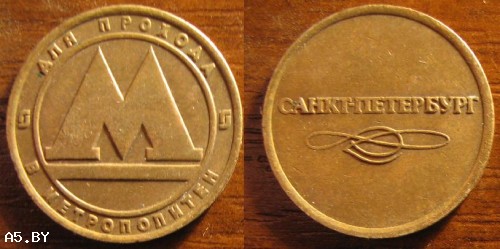 ДЛЯ ПРОХОДА
М
В МЕТРОПОЛИТЕН
САНКТ-ПЕТЕРБУРГ
A5.BY